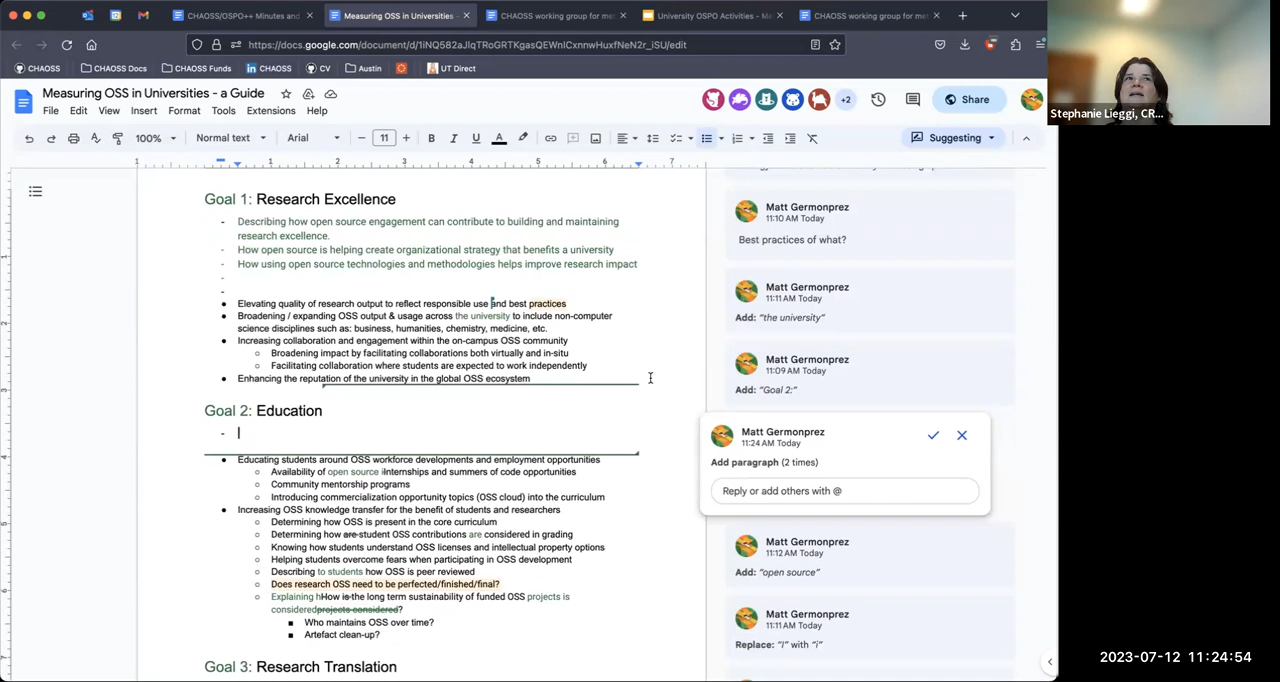 CHAOSS/OSPO++ Minutes and
Measuring OSS in Universities -
CHAOSS working group for met
University OSPO Activities - M
CHAOSS working group for met
https://docs.google.com/document/d/
CHAOSS
CHAOSS Docs
CHAOSS Funds
CHAOSS
CV
Austin
UT Direct
Stephanie Lieggi, CR...
Measuring OSS in Universities - a Guide
+2
Share
File Edit View Insert Format Tools Extensions Help
100% Normal text Arial 11 B I U A
Suggesting
1 1 2 3 4 5 6 7
Goal 1: Research Excellence
- Describing how open source engagement can contribute to building and maintaining
research excellence.
- How open source is helping create organizational strategy that benefits a university
- How using open source technologies and methodologies helps improve research impact
-
-
● Elevating quality of research output to reflect responsible use and best practices
● Broadening / expanding OSS output & usage across the university to include non-computer
science disciplines such as: business, humanities, chemistry, medicine, etc.
● Increasing collaboration and engagement within the on-campus OSS community
○ Broadening impact by facilitating collaborations both virtually and in-situ
○ Facilitating collaboration where students are expected to work independently
● Enhancing the reputation of the university in the global OSS ecosystem
Goal 2: Education
-
● Educating students around OSS workforce developments and employment opportunities
○ Availability of open source iInternships and summers of code opportunities
○ Community mentorship programs
○ Introducing commercialization opportunity topics (OSS cloud) into the curriculum
● Increasing OSS knowledge transfer for the benefit of students and researchers
○ Determining how OSS is present in the core curriculum
○ Determining how are student OSS contributions are considered in grading
○ Knowing how students understand OSS licenses and intellectual property options
○ Helping students overcome fears when participating in OSS development
○ Describing to students how OSS is peer reviewed
○ Does research OSS need to be perfected/finished/final?
○ Explaining hHow is the long term sustainability of funded OSS projects is
consideredprojects considered?
■ Who maintains OSS over time?
■ Artefact clean-up?
Goal 3: Research Translation
Matt Germonprez
11:10 AM Today
Best practices of what?
Matt Germonprez
11:11 AM Today
Add: “the university”
Matt Germonprez
11:09 AM Today
Add: “Goal 2:”
Matt Germonprez
11:24 AM Today
Add paragraph (2 times)
Reply or add others with @
Matt Germonprez
11:12 AM Today
Add: “open source”
Matt Germonprez
11:11 AM Today
Replace: “I” with “i”
2023-07-12 11:24:54